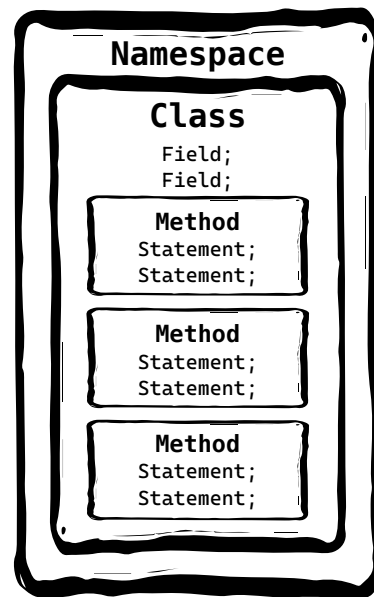 Namespace
Class
Field;
Field;
Method
Statement;
Statement;
Method
Statement;
Statement;
Method
Statement;
Statement;